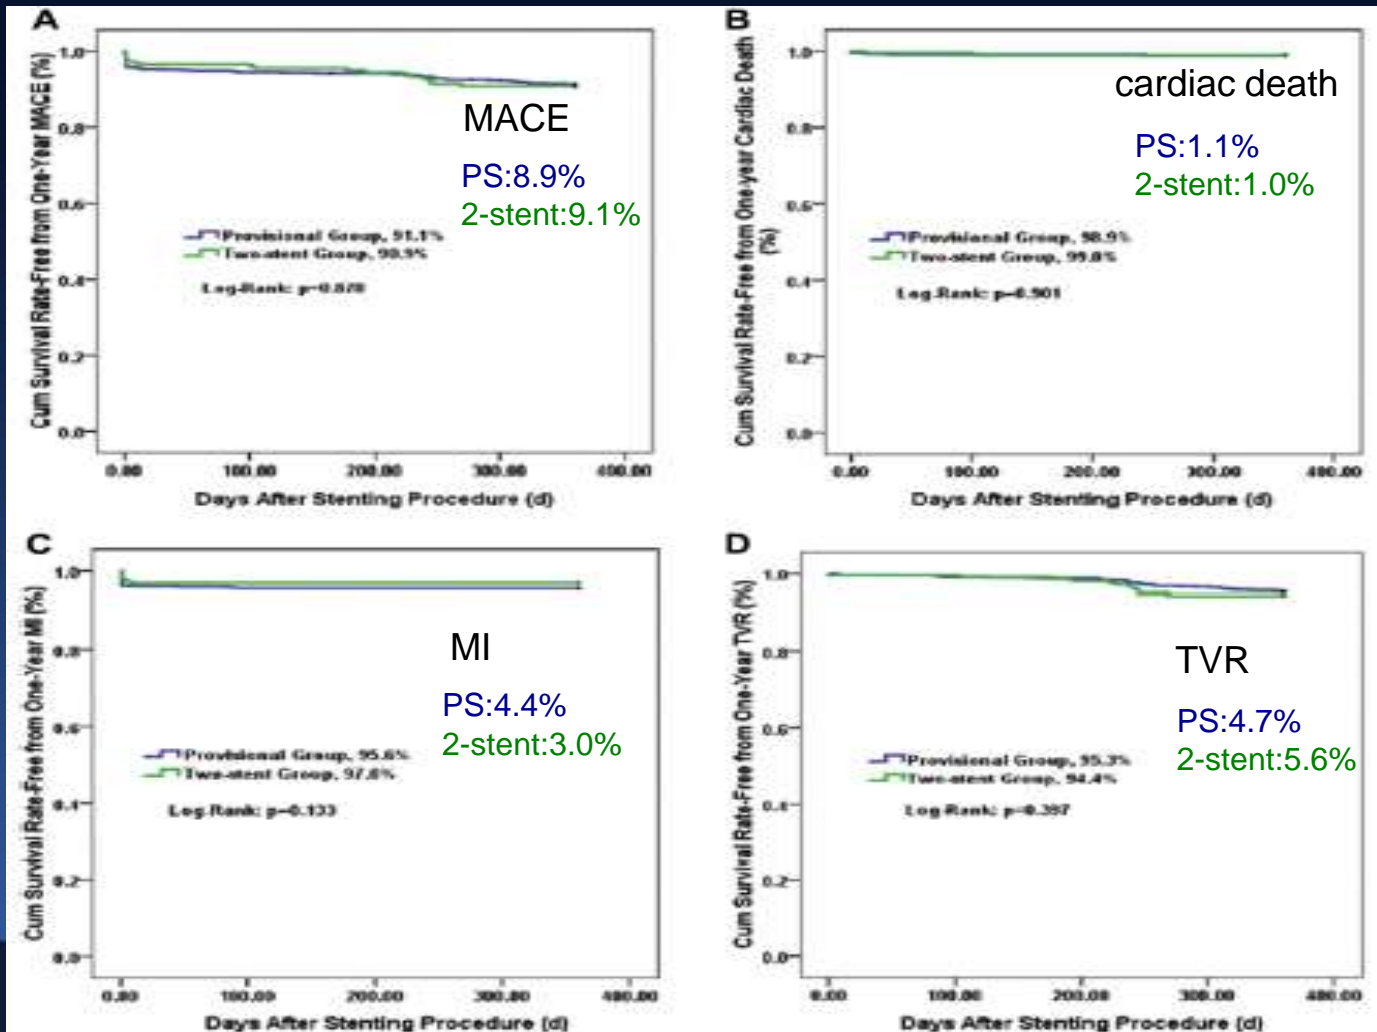 A
Cum Survival Rate-Free from One-Year MACE (%)
1.0
0.8
0.6
0.4
0.2
0.0
MACE
PS:8.9%
2-stent:9.1%
Provisional Group, 91.1%
Two-stent Group, 90.9%
Log-Rank: p=0.878
0.00 100.00 200.00 300.00 400.00
Days After Stenting Procedure (d)
B
Cum Survival Rate-Free from One-year Cardiac Death
(%)
1.0
0.8
0.6
0.4
0.2
0.0
cardiac death
PS:1.1%
2-stent:1.0%
Provisional Group, 98.9%
Two-stent Group,
Log-Rank: p=0.901
0.00 100.00 200.00 300.00 400.00
Days After Stenting Procedure (d)
C
Cum Survival Rate-Free from One-Year MI (%)
1.0
0.8
0.6
0.4
0.2
0.0
MI
PS:4.4%
2-stent:3.0%
Provisional Group, 95.6%
Two-stent Group,
Log-Rank: p=0.133
0.00 100.00 200.00 300.00 400.00
Days After Stenting Procedure (d)
D
Cum Survival Rate-Free from One-Year TVR (%)
1.0
0.8
0.6
0.4
0.2
0.0
TVR
PS:4.7%
2-stent:5.6%
Provisional Group, 95.3%
Two-stent Group, 94.4%
Log-Rank: p=0.397
0.00 100.00 200.00 300.00 400.00
Days After Stenting Procedure (d)